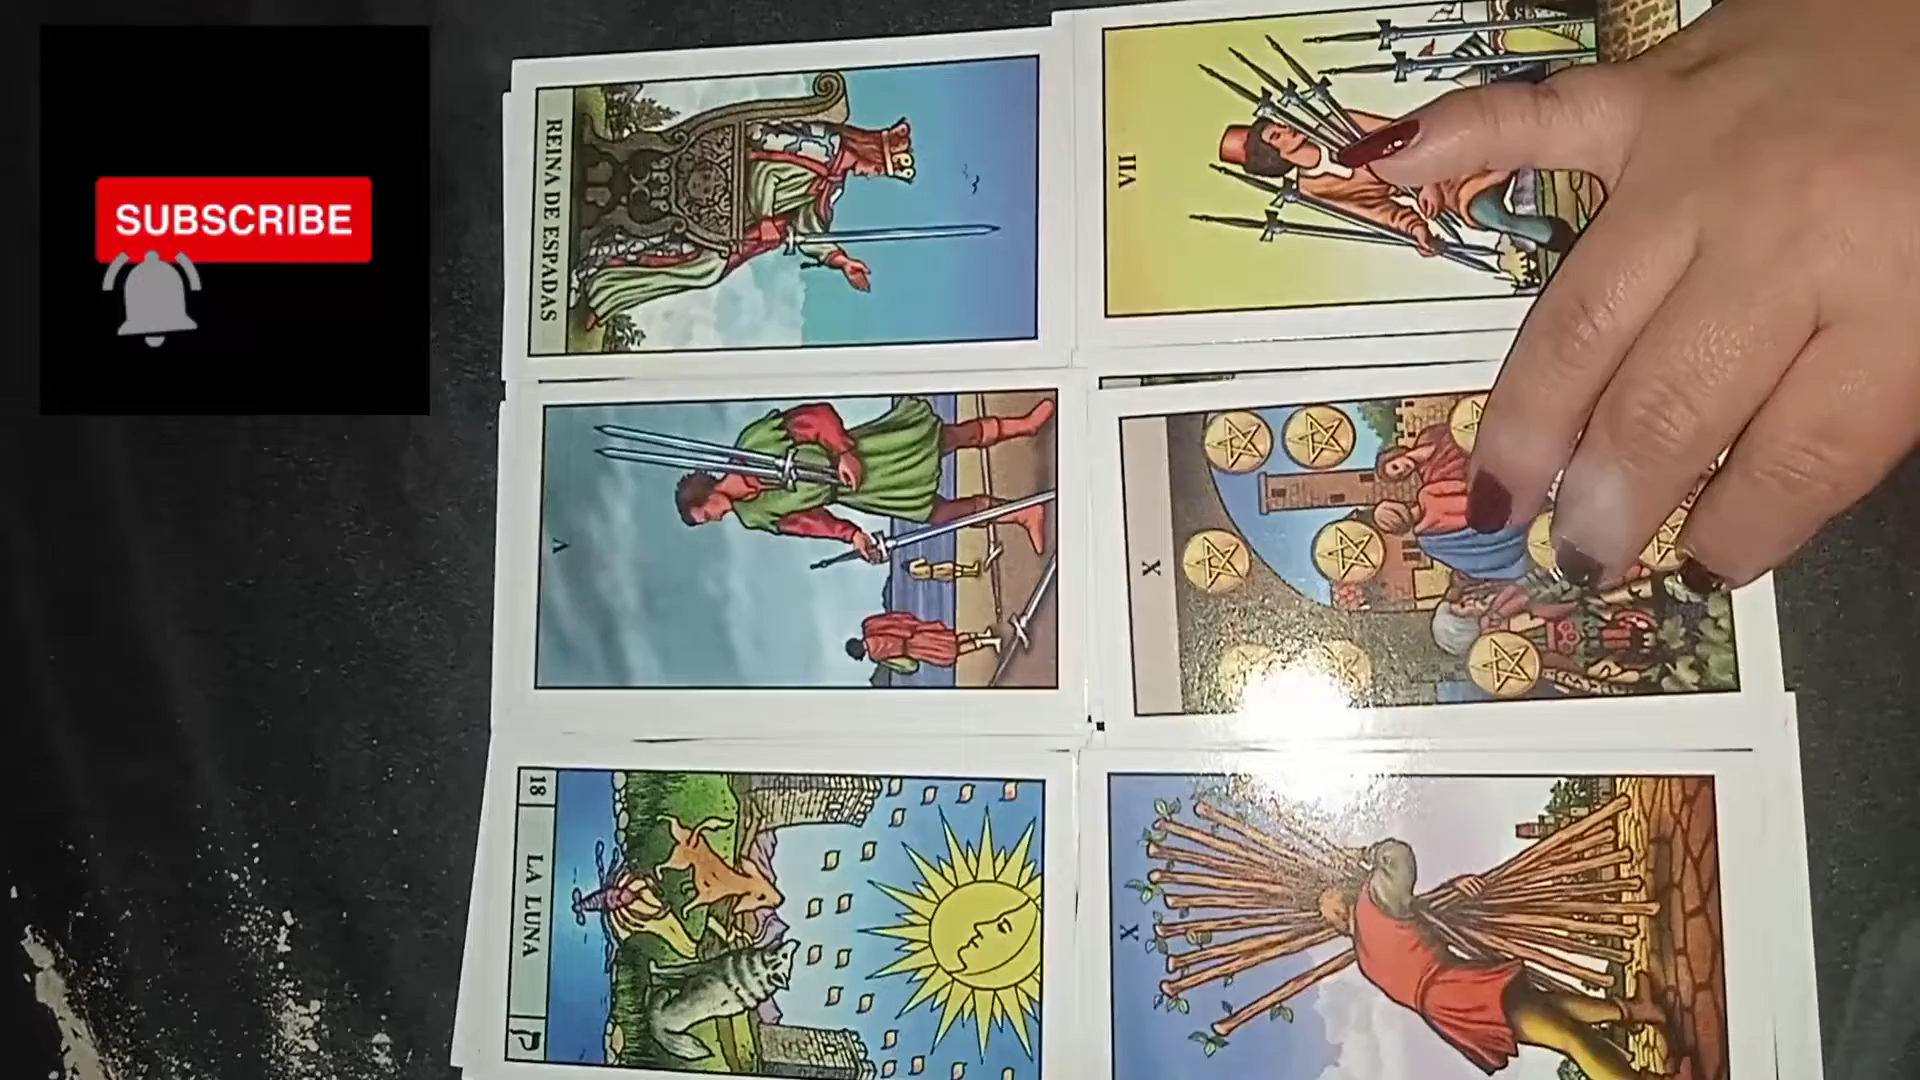 SUBSCRIBE
REINA DE ESPADAS
VII
V
X
18
LA LUNA
ק
X